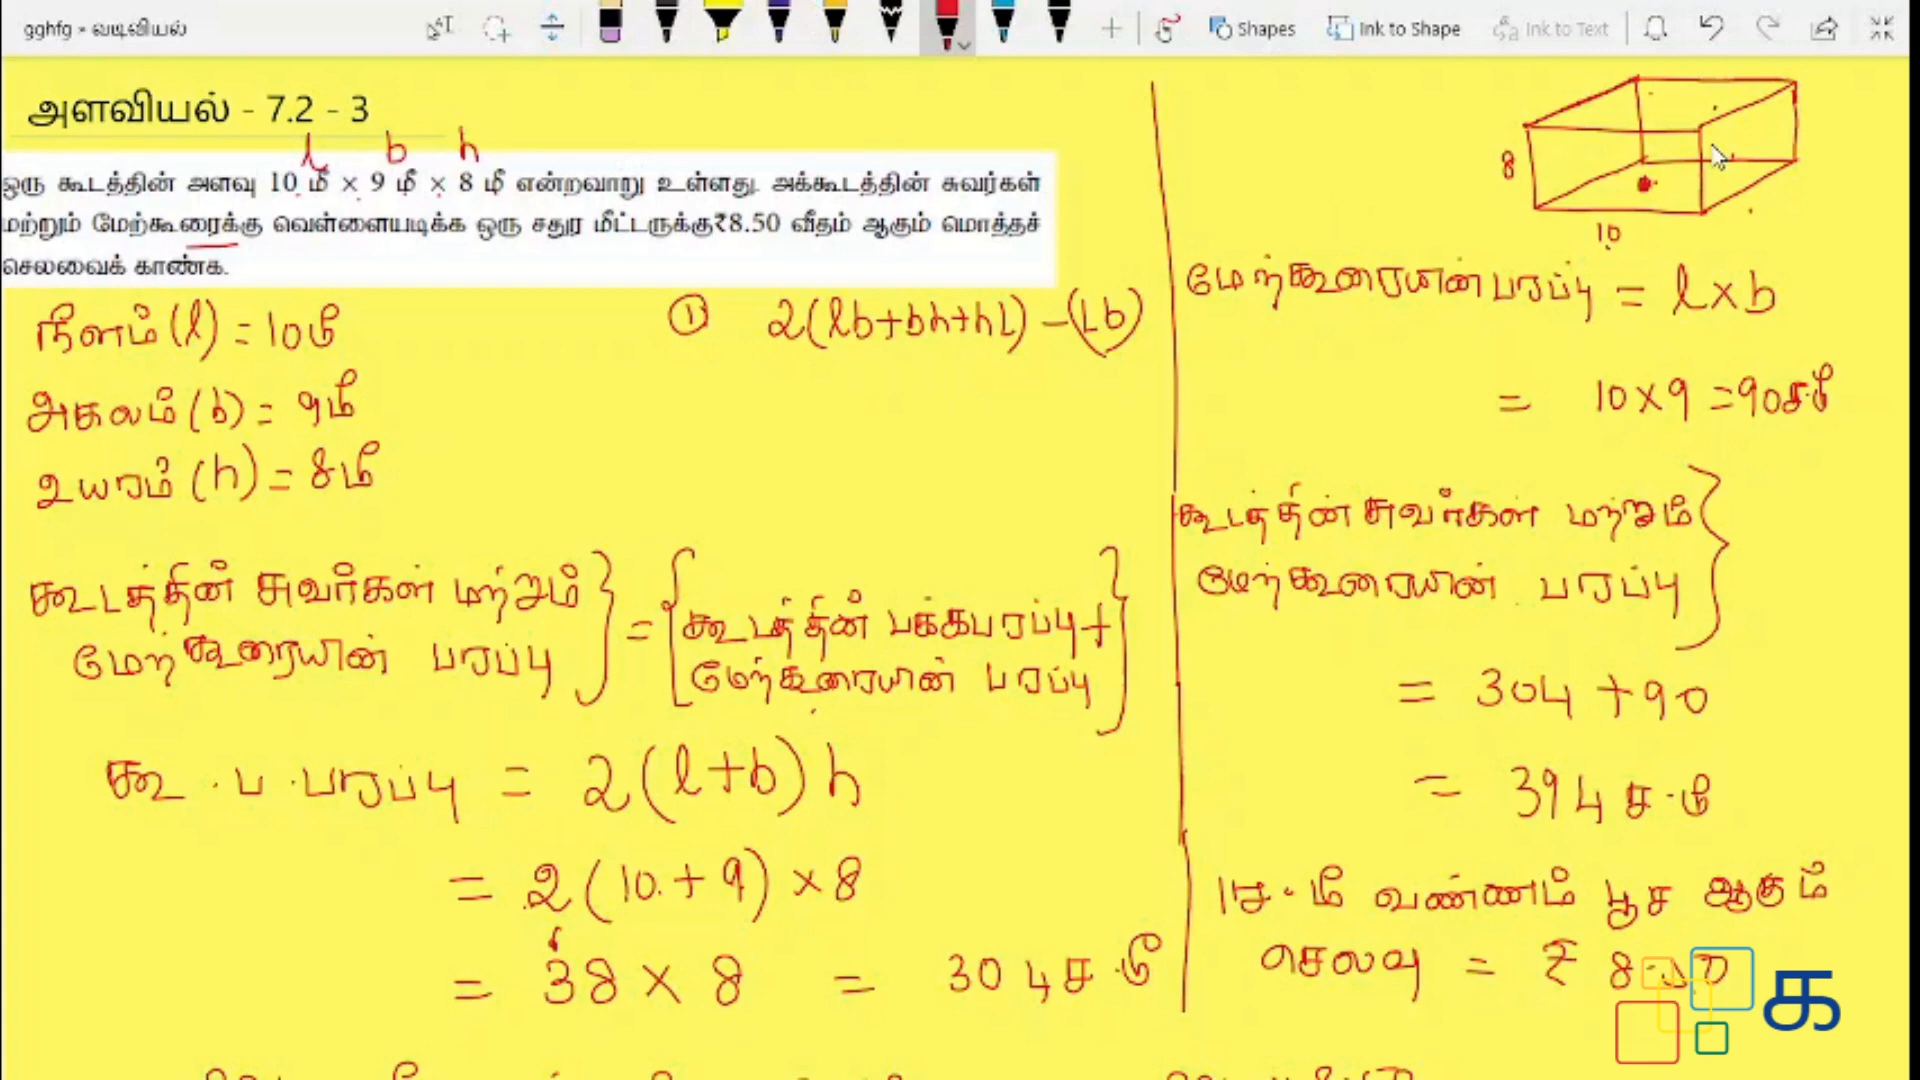 gghfg - வடிவியல்
Shapes Ink to Shape Ink to Text
அளவியல் - 7.2 - 3
l b h
ஒரு கூடத்தின் அளவு 10 மீ × 9 மீ × 8 மீ என்றவாறு உள்ளது. அக்கூடத்தின் சுவர்கள்
மற்றும் மேற்கூரைக்கு வெள்ளையடிக்க ஒரு சதுர மீட்டருக்கு ₹8.50 வீதம் ஆகும் மொத்தச்
செலவைக் காண்க.
நீளம் (l) = 10மீ
அகலம் (b) = 9மீ
உயரம் (h) = 8மீ
① 2(lb+bh+hl) - (Lb)
கூடத்தின் சுவர்கள் மற்றும்
மேற்கூரையின் பரப்பு
= கூடத்தின் பக்கபரப்பு +
மேற்கூரையின் பரப்பு
கூ.ப.பரப்பு = 2(l+b)h
= 2(10+9)×8
= 38 × 8 = 304 ச.மீ
8
10
மேற்கூரையின் பரப்பு = l×b
= 10×9 = 90ச.மீ
கூடத்தின் சுவர்கள் மற்றும்
மேற்கூரையின் பரப்பு
= 304 + 90
= 394 ச.மீ
1ச.மீ வண்ணம் பூச ஆகும்
செலவு = ₹ 8
க